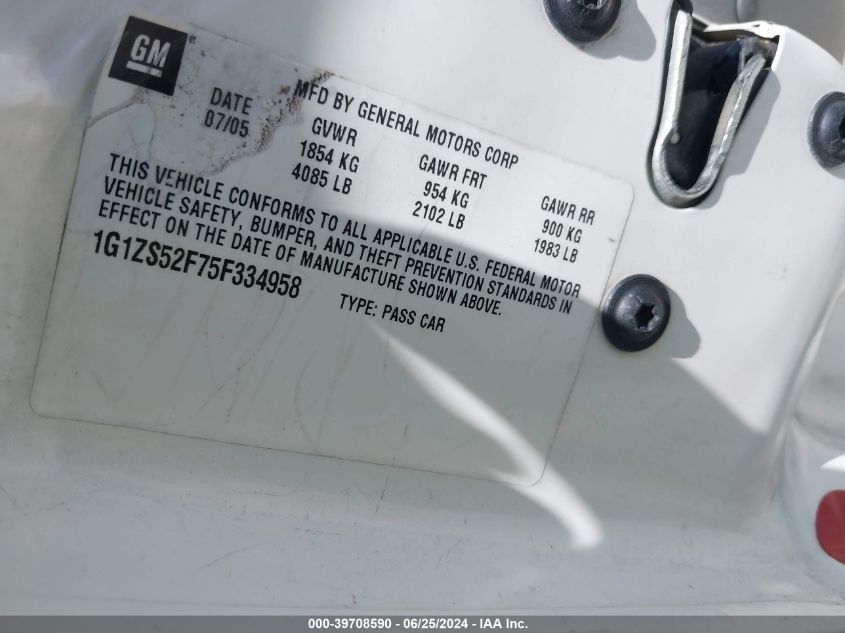 GM
®
DATE
07/05
MFD BY GENERAL MOTORS CORP
GVWR
1854 KG
4085 LB
GAWR FRT
954 KG
2102 LB
GAWR RR
900 KG
1983 LB
THIS VEHICLE CONFORMS TO ALL APPLICABLE U.S. FEDERAL MOTOR
VEHICLE SAFETY, BUMPER, AND THEFT PREVENTION STANDARDS IN
EFFECT ON THE DATE OF MANUFACTURE SHOWN ABOVE.
1G1ZS52F75F334958
TYPE: PASS CAR
000-39708590 - 06/25/2024 - IAA Inc.